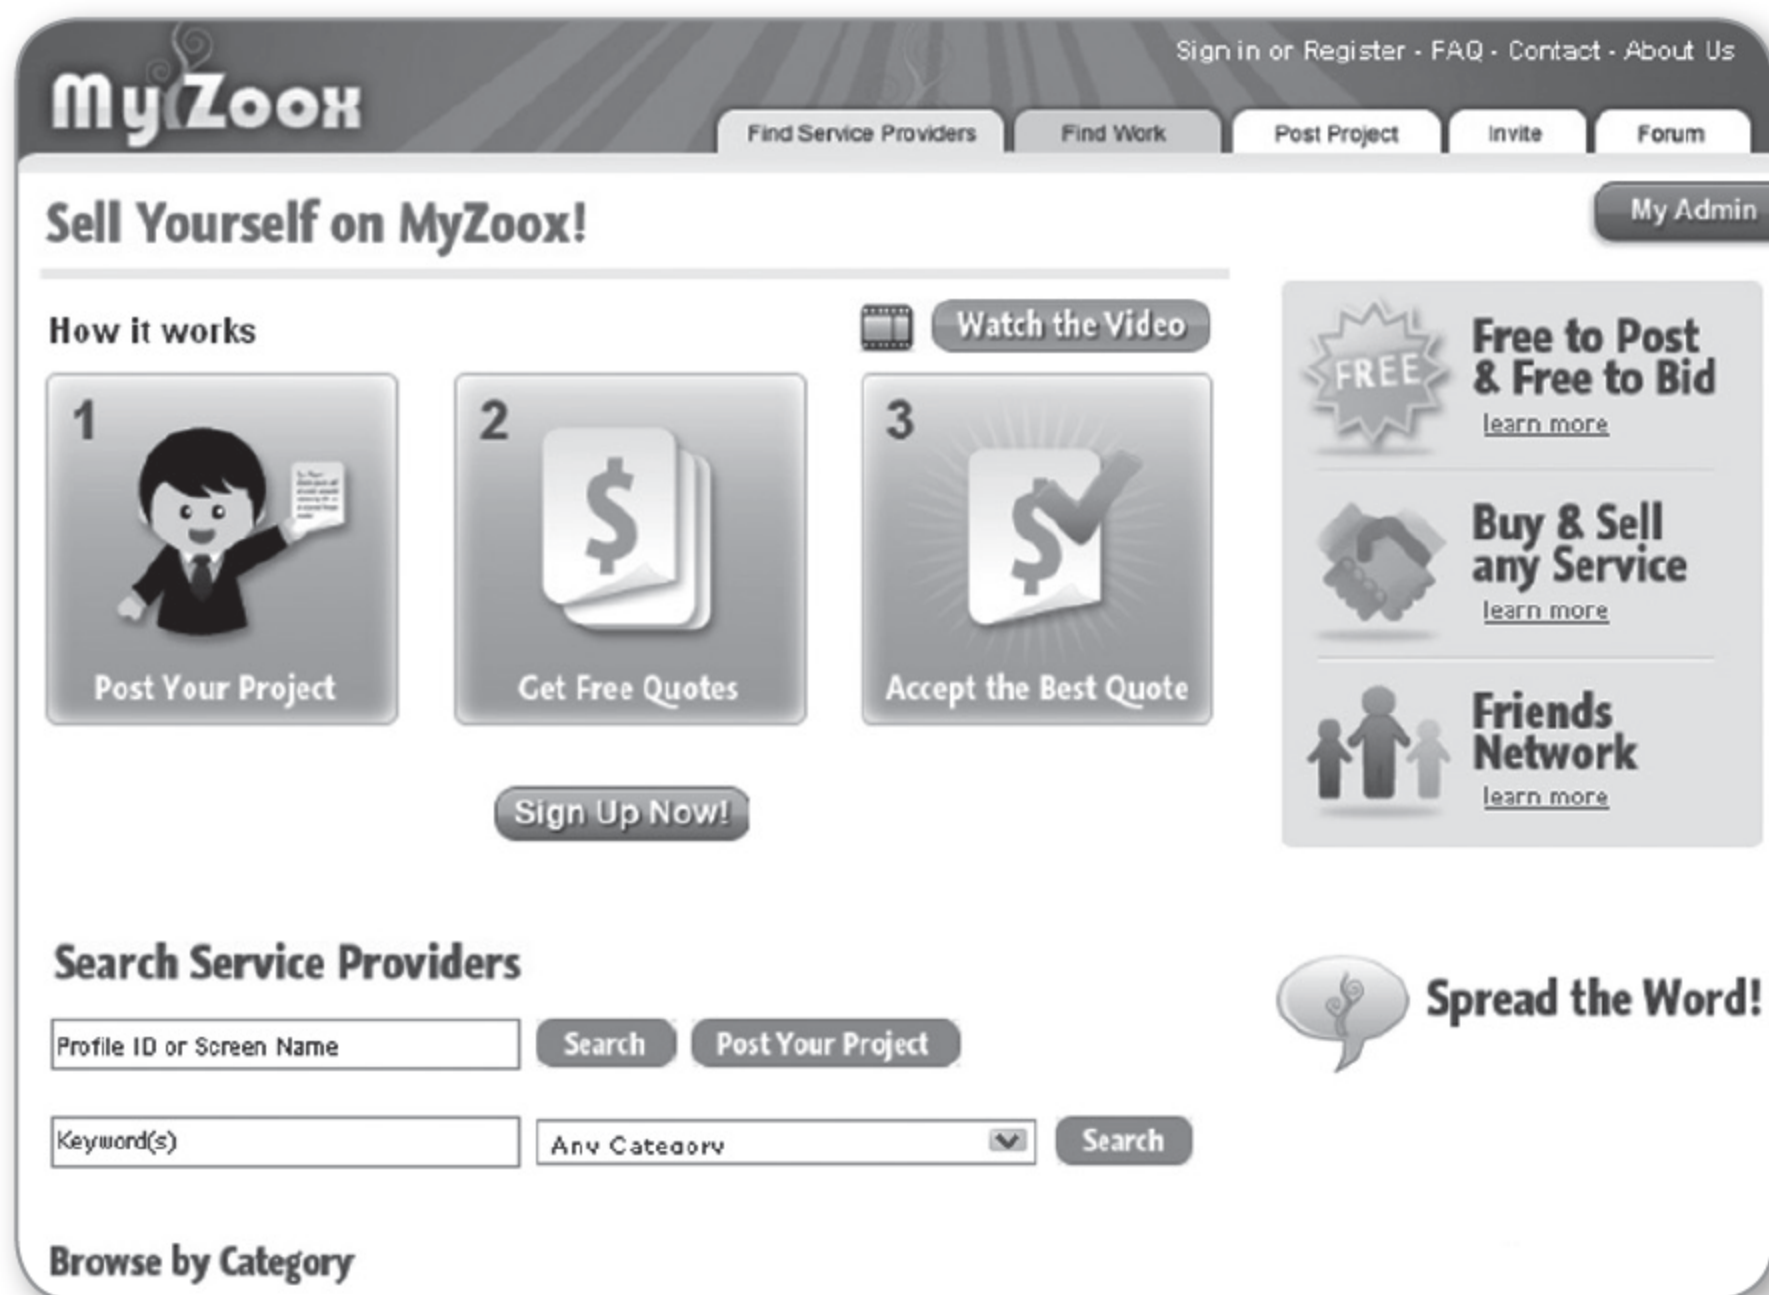 Sign in or Register - FAQ - Contact - About Us
MyZoox
Find Service Providers
Find Work
Post Project
Invite
Forum
Sell Yourself on MyZoox!
My Admin
How it works
Watch the Video
1
Post Your Project
2
$
Get Free Quotes
3
$
Accept the Best Quote
FREE
Free to Post
& Free to Bid
learn more
Buy & Sell
any Service
learn more
Friends
Network
learn more
Sign Up Now!
Search Service Providers
Profile ID or Screen Name
Search
Post Your Project
Keyword(s)
Any Category
Search
Spread the Word!
Browse by Category